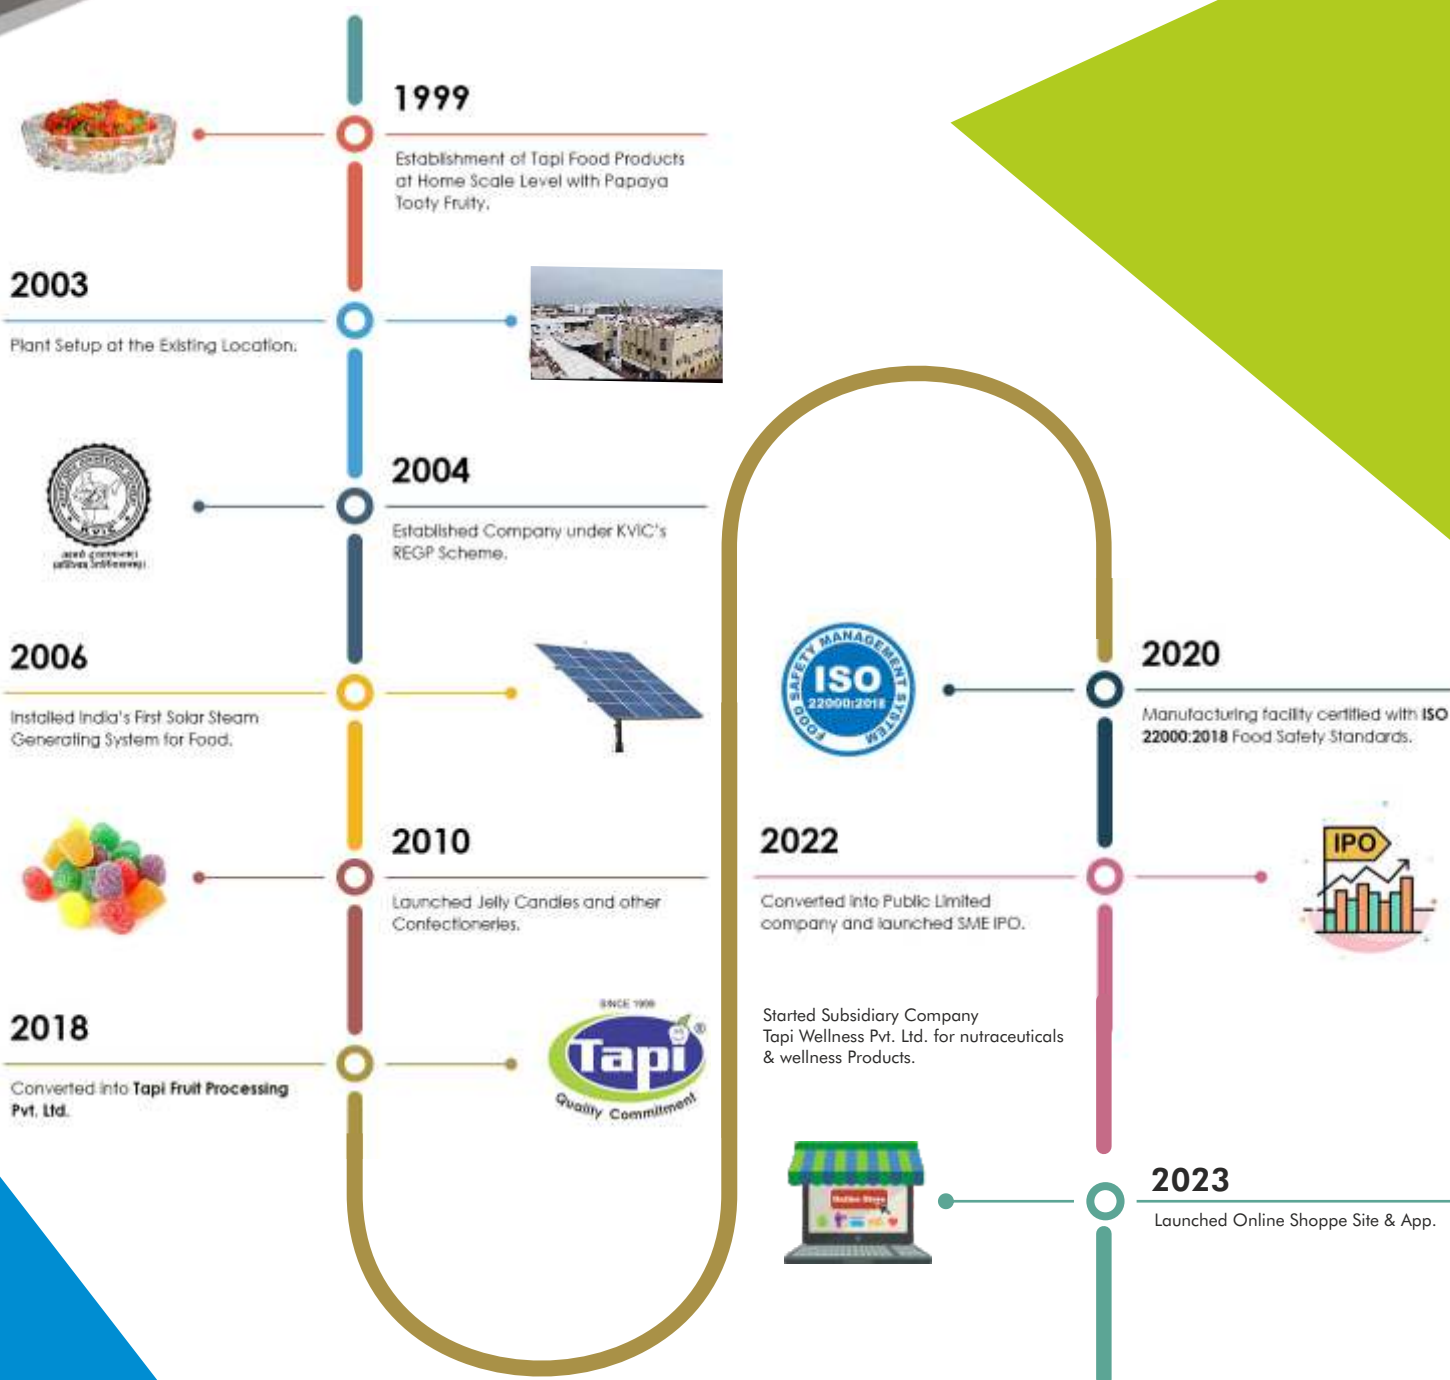 1999
Establishment of Tapi Food Products
at Home Scale Level with Papaya
Tooty Fruity.
2003
Plant Setup at the Existing Location.
2004
Established Company under KVIC's
REGP Scheme.
KVIC
2006
Installed India's First Solar Steam
Generating System for Food.
2010
Launched Jelly Candies and other
Confectioneries.
2018
Converted into Tapi Fruit Processing
Pvt. Ltd.
SINCE 1999
Tapi®
Quality Commitment
2020
Manufacturing facility certified with ISO
22000:2018 Food Safety Standards.
FOOD SAFETY MANAGEMENT SYSTEM
ISO
22000:2018
2022
Converted into Public Limited
company and launched SME IPO.
IPO
Started Subsidiary Company
Tapi Wellness Pvt. Ltd. for nutraceuticals
& wellness Products.
2023
Launched Online Shoppe Site & App.
Online Store